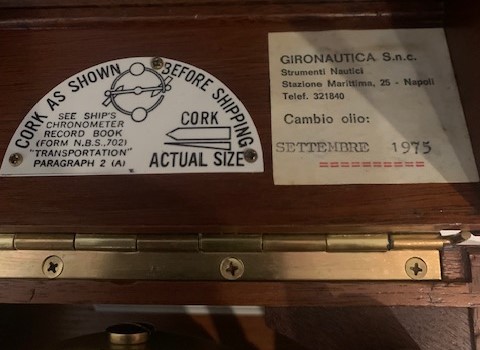 CORK AS SHOWN BEFORE SHIPPING
SEE SHIP'S
CHRONOMETER
RECORD BOOK
(FORM N.B.S.,702)
"TRANSPORTATION"
PARAGRAPH 2 (A)
CORK
ACTUAL SIZE
GIRONAUTICA S.n.c.
Strumenti Nautici
Stazione Marittima, 25 - Napoli
Telef. 321840
Cambio olio:
SETTEMBRE 1975